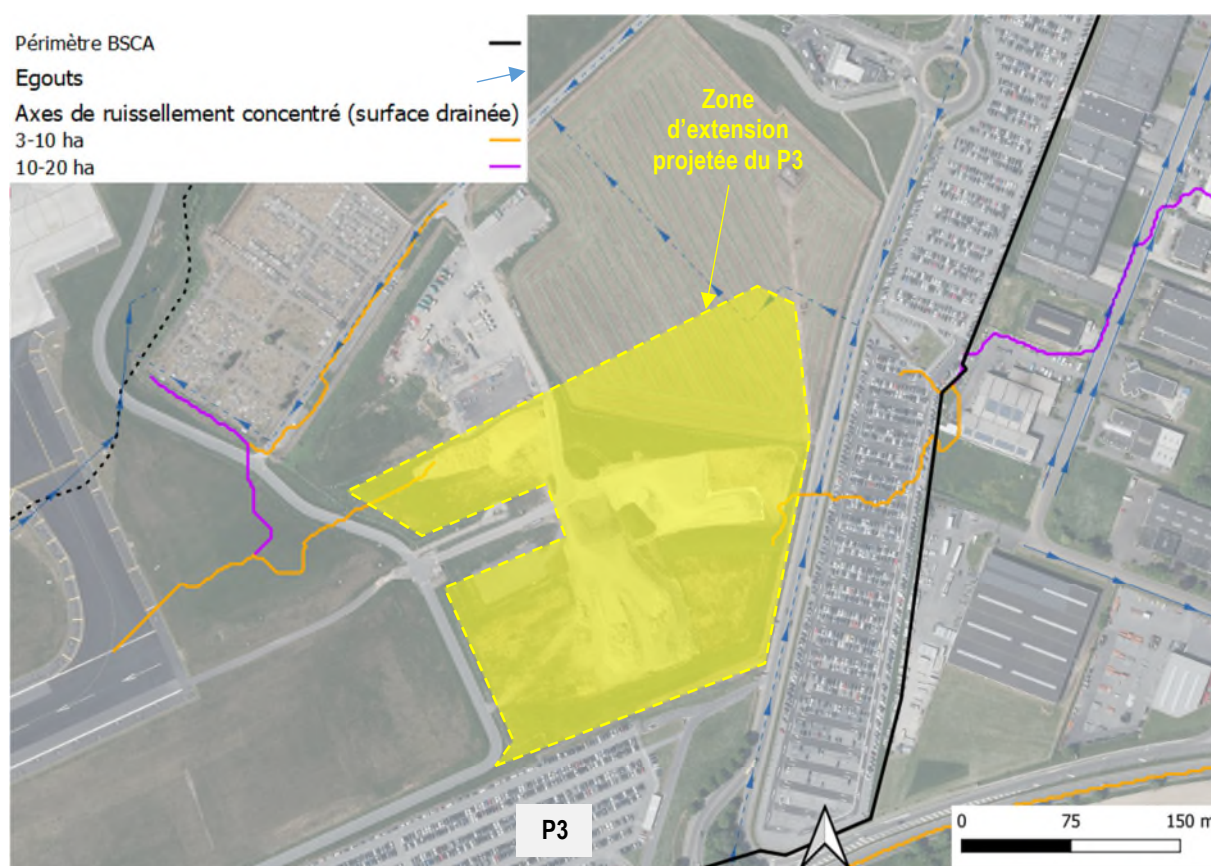 Périmètre BSCA
Egouts
Axes de ruissellement concentré (surface drainée)
3-10 ha
10-20 ha
Zone
d'extension
projetée du P3
P3
0 75 150 m